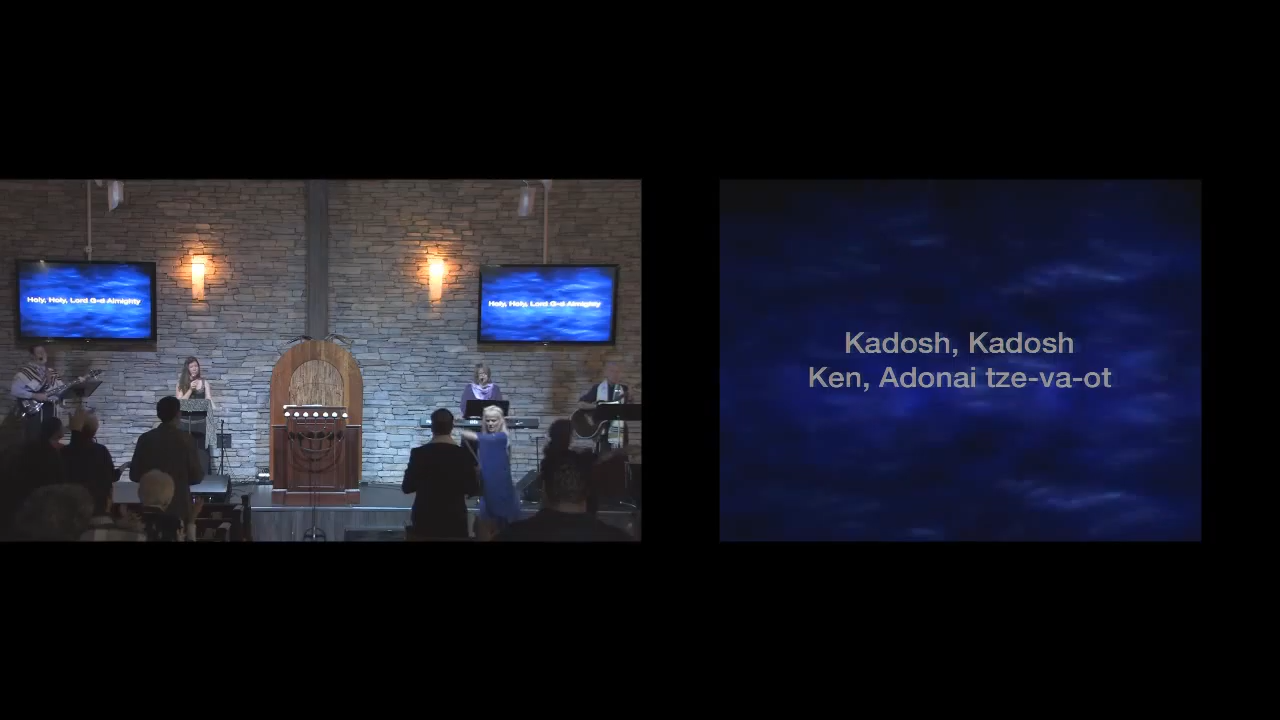 Holy, Holy, Lord G-d Almighty
Holy, Holy, Lord G-d Almighty
Kadosh, Kadosh
Ken, Adonai tze-va-ot